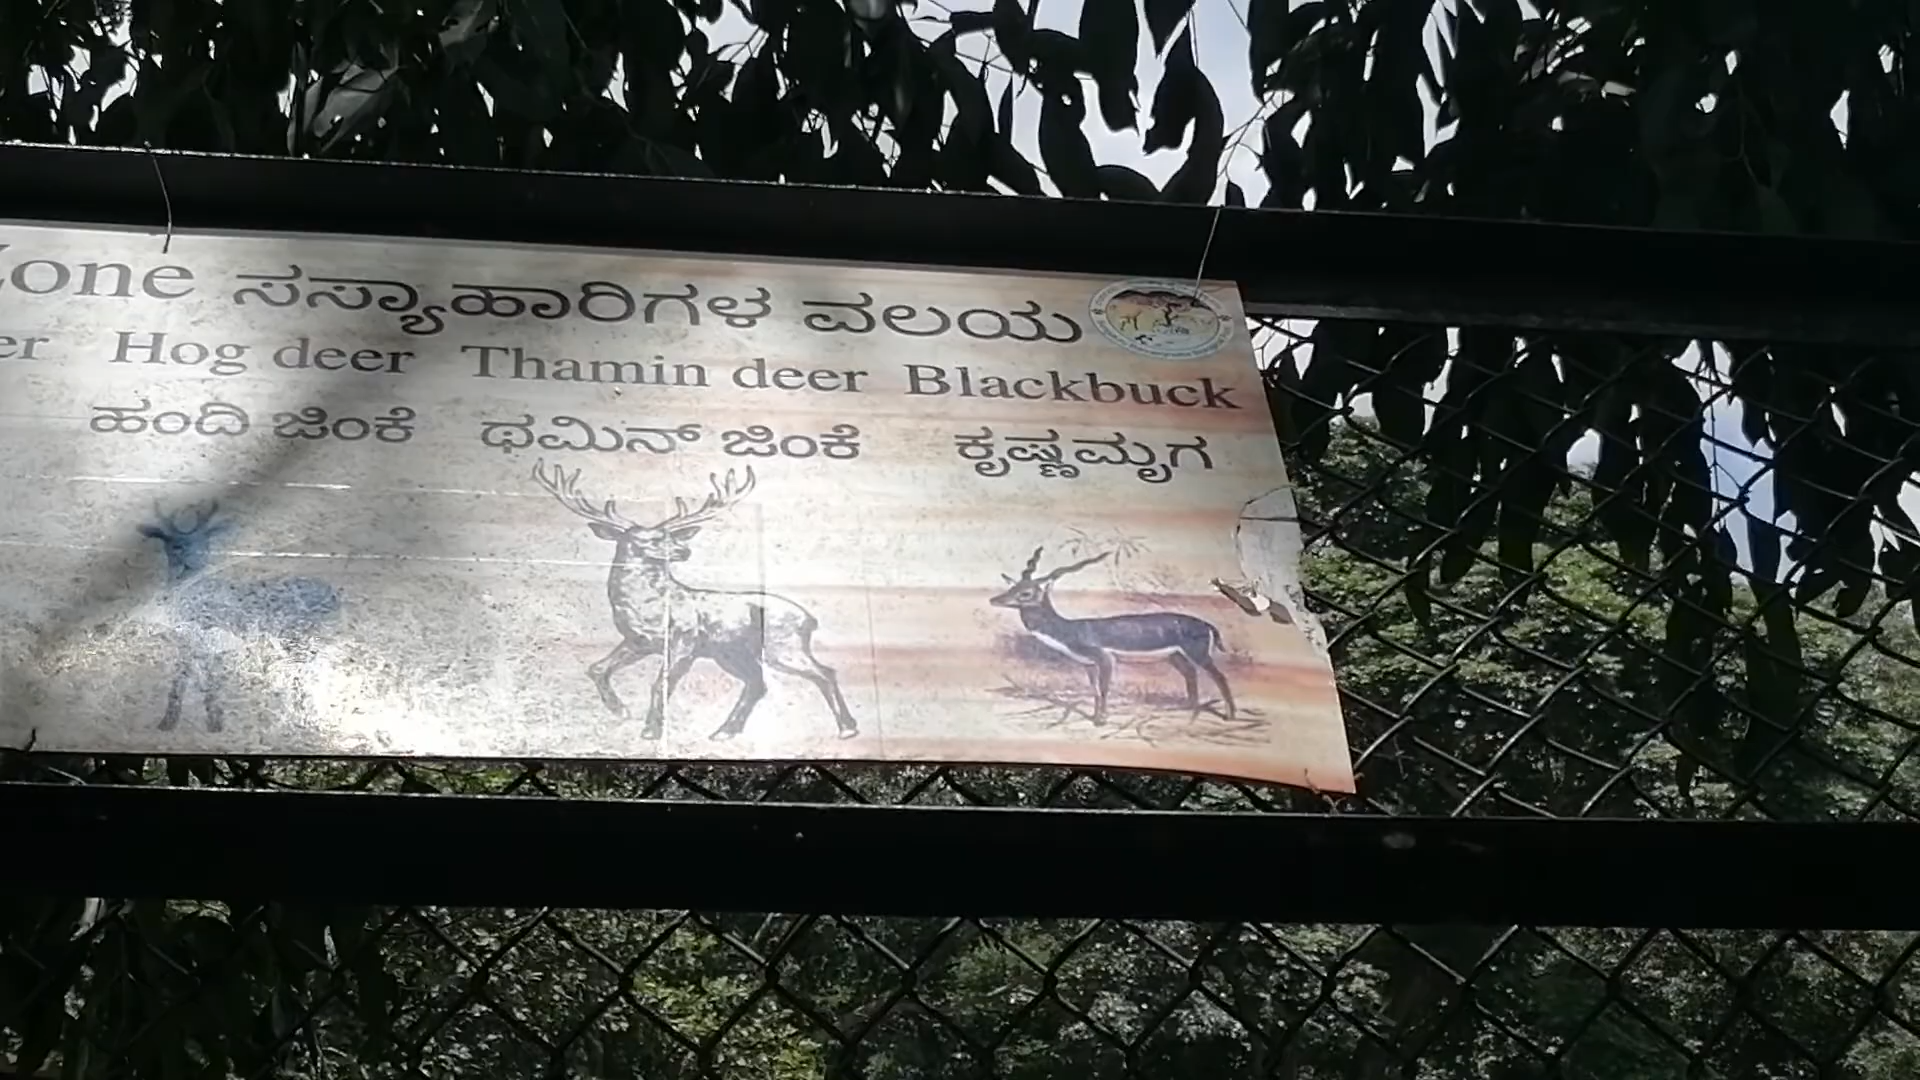 Zone ಸಸ್ಯಾಹಾರಿಗಳ ವಲಯ
er Hog deer Thamin deer Blackbuck
ಹಂದಿ ಜಿಂಕೆ ಥಮಿನ್ ಜಿಂಕೆ ಕೃಷ್ಣಮೃಗ